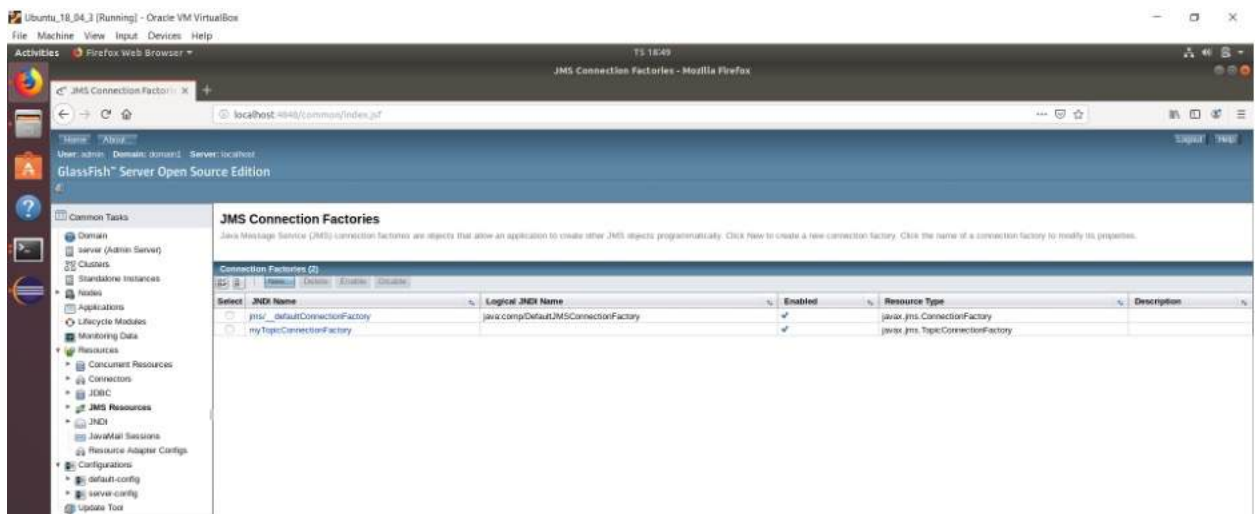 Ubuntu_18_04_3 [Running] - Oracle VM VirtualBox
File Machine View Input Devices Help
Activities Firefox Web Browser
TS 18:49
JMS Connection Factories - Mozilla Firefox
JMS Connection Factorie
localhost:4848/common/index.jsf
Home About...
Logout Help
User: admin Domain: domain1 Server: localhost
GlassFish™ Server Open Source Edition
Common Tasks
Domain
server (Admin Server)
Clusters
Standalone Instances
Nodes
Applications
Lifecycle Modules
Monitoring Data
Resources
Concurrent Resources
Connectors
JDBC
JMS Resources
JNDI
JavaMail Sessions
Resource Adapter Configs
Configurations
default-config
server-config
Update Tool
JMS Connection Factories
Java Message Service (JMS) connection factories are objects that allow an application to create other JMS objects programmatically. Click New to create a new connection factory. Click the name of a connection factory to modify its properties.
Connection Factories (2)
New... Delete Enable Disable
Select JNDI Name Logical JNDI Name Enabled Resource Type Description
jms/__defaultConnectionFactory java:comp/DefaultJMSConnectionFactory javax.jms.ConnectionFactory
myTopicConnectionFactory javax.jms.TopicConnectionFactory